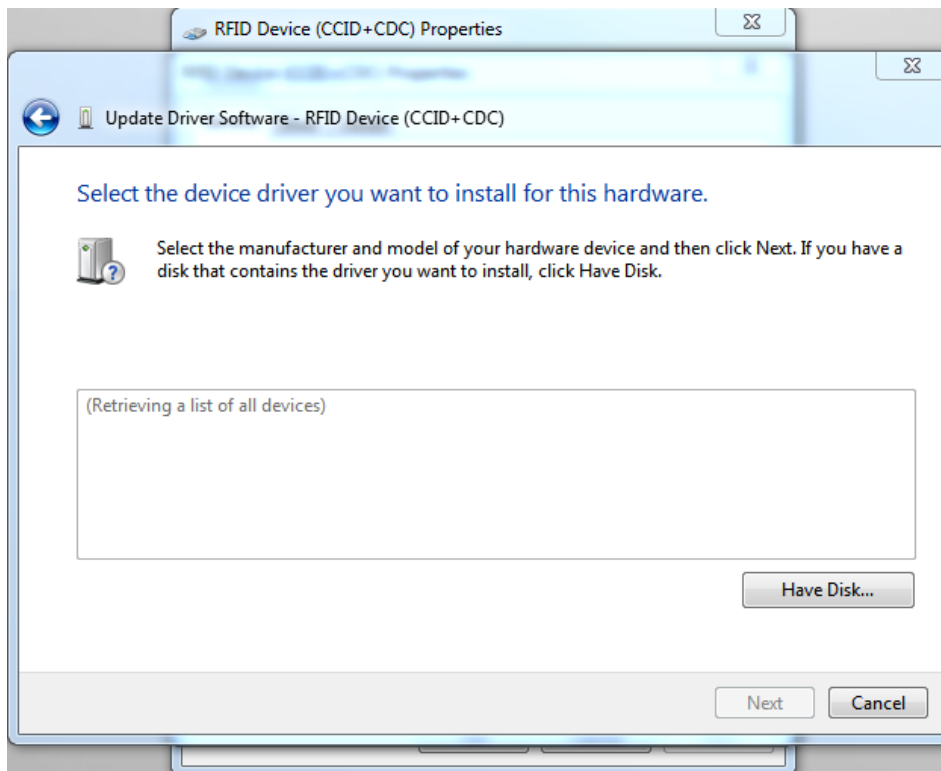 RFID Device (CCID+CDC) Properties
Update Driver Software - RFID Device (CCID+CDC)
Select the device driver you want to install for this hardware.
Select the manufacturer and model of your hardware device and then click Next. If you have a
disk that contains the driver you want to install, click Have Disk.
(Retrieving a list of all devices)
Have Disk...
Next Cancel